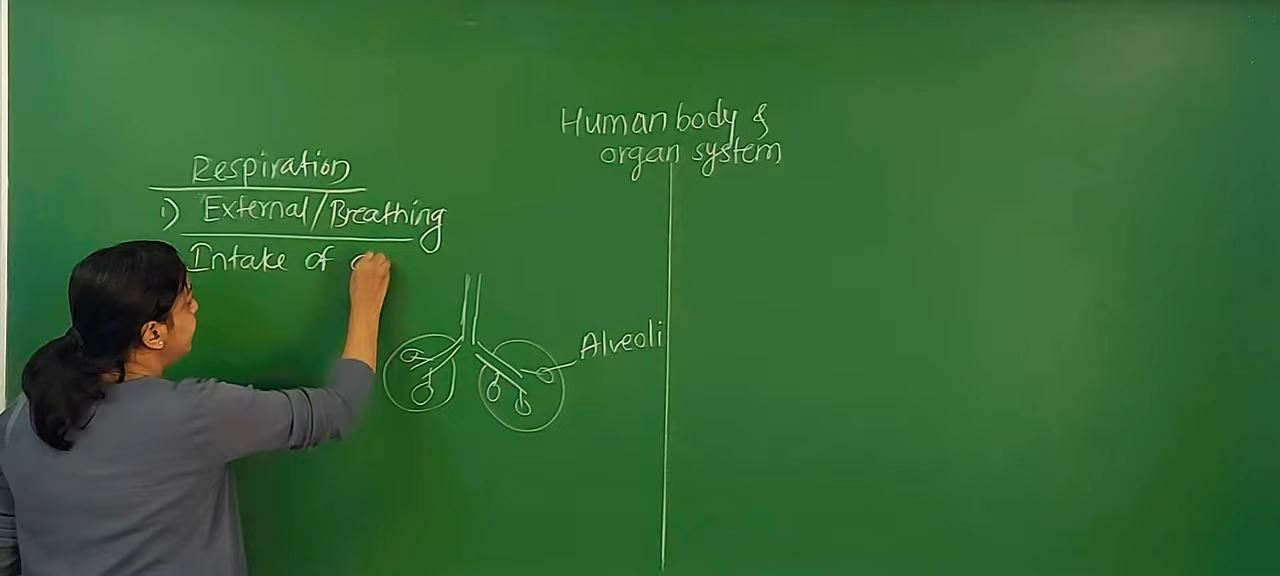 Human body &
organ system
Respiration
1) External/Breathing
Intake of
Alveoli